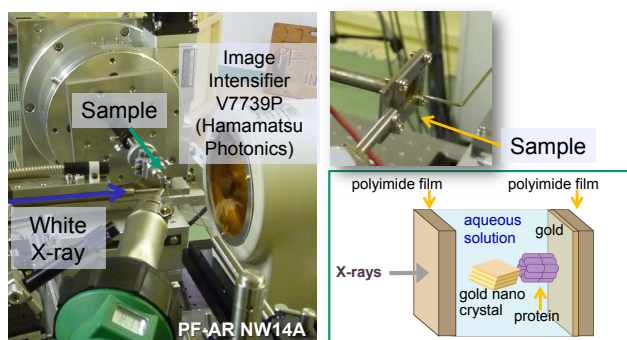 Image
Intensifier
V7739P
(Hamamatsu
Photonics)
Sample
White
X-ray
PF-AR NW14A
Sample
polyimide film
polyimide film
aqueous
solution
gold
X-rays
gold nano
crystal
protein